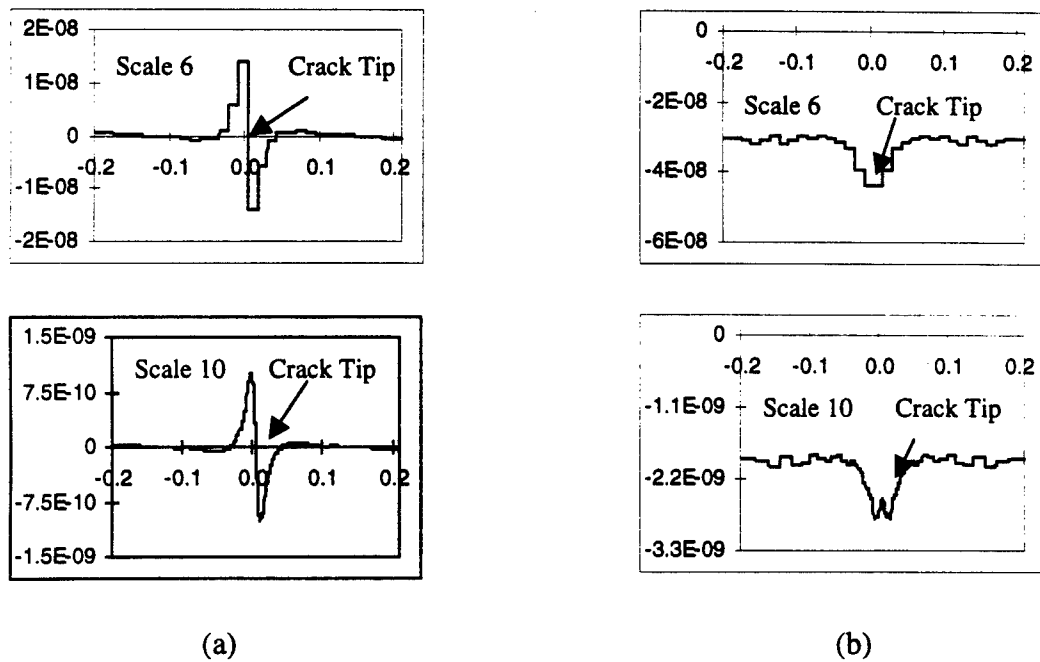 2E-08
1E-08
0
-1E-08
-2E-08
Scale 6
Crack Tip
-0.2 -0.1 0.0 0.1 0.2
0
-2E-08
-4E-08
-6E-08
-0.2 -0.1 0.0 0.1 0.2
Scale 6
Crack Tip
1.5E-09
7.5E-10
0
-7.5E-10
-1.5E-09
Scale 10
Crack Tip
-0.2 -0.1 0.0 0.1 0.2
0
-1.1E-09
-2.2E-09
-3.3E-09
-0.2 -0.1 0.0 0.1 0.2
Scale 10
Crack Tip
(a)
(b)